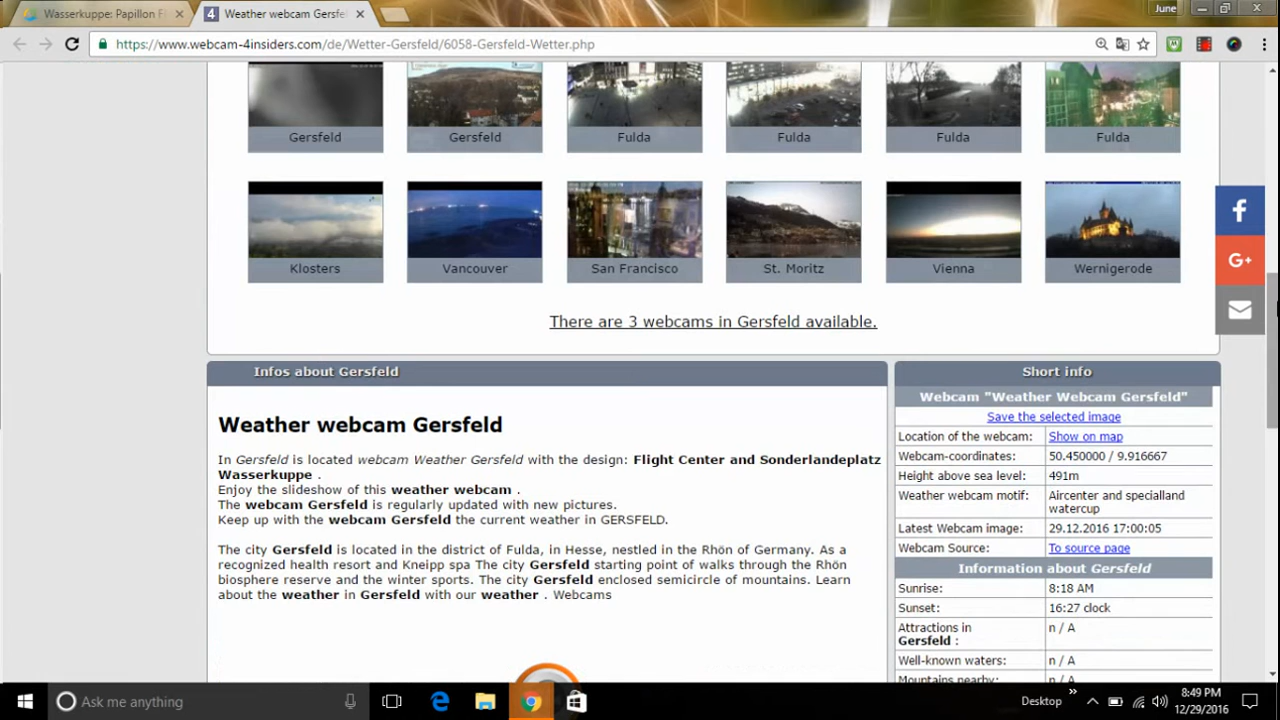 Wasserkuppe: Papillon F
Weather webcam Gersfel
June
https://www.webcam-4insiders.com/de/Wetter-Gersfeld/6058-Gersfeld-Wetter.php
Gersfeld
Gersfeld
Fulda
Fulda
Fulda
Fulda
Klosters
Vancouver
San Francisco
St. Moritz
Vienna
Wernigerode
There are 3 webcams in Gersfeld available.
Infos about Gersfeld
Weather webcam Gersfeld
In Gersfeld is located webcam Weather Gersfeld with the design: Flight Center and Sonderlandeplatz
Wasserkuppe .
Enjoy the slideshow of this weather webcam .
The webcam Gersfeld is regularly updated with new pictures.
Keep up with the webcam Gersfeld the current weather in GERSFELD.
The city Gersfeld is located in the district of Fulda, in Hesse, nestled in the Rhön of Germany. As a
recognized health resort and Kneipp spa The city Gersfeld starting point of walks through the Rhön
biosphere reserve and the winter sports. The city Gersfeld enclosed semicircle of mountains. Learn
about the weather in Gersfeld with our weather . Webcams
Short info
Webcam "Weather Webcam Gersfeld"
Save the selected image
Location of the webcam: Show on map
Webcam-coordinates: 50.450000 / 9.916667
Height above sea level: 491m
Weather webcam motif: Aircenter and specialland
watercup
Latest Webcam image: 29.12.2016 17:00:05
Webcam Source: To source page
Information about Gersfeld
Sunrise: 8:18 AM
Sunset: 16:27 clock
Attractions in n / A
Gersfeld :
Well-known waters: n / A
Mountains nearby: n / A
Ask me anything
Desktop
8:49 PM
12/29/2016